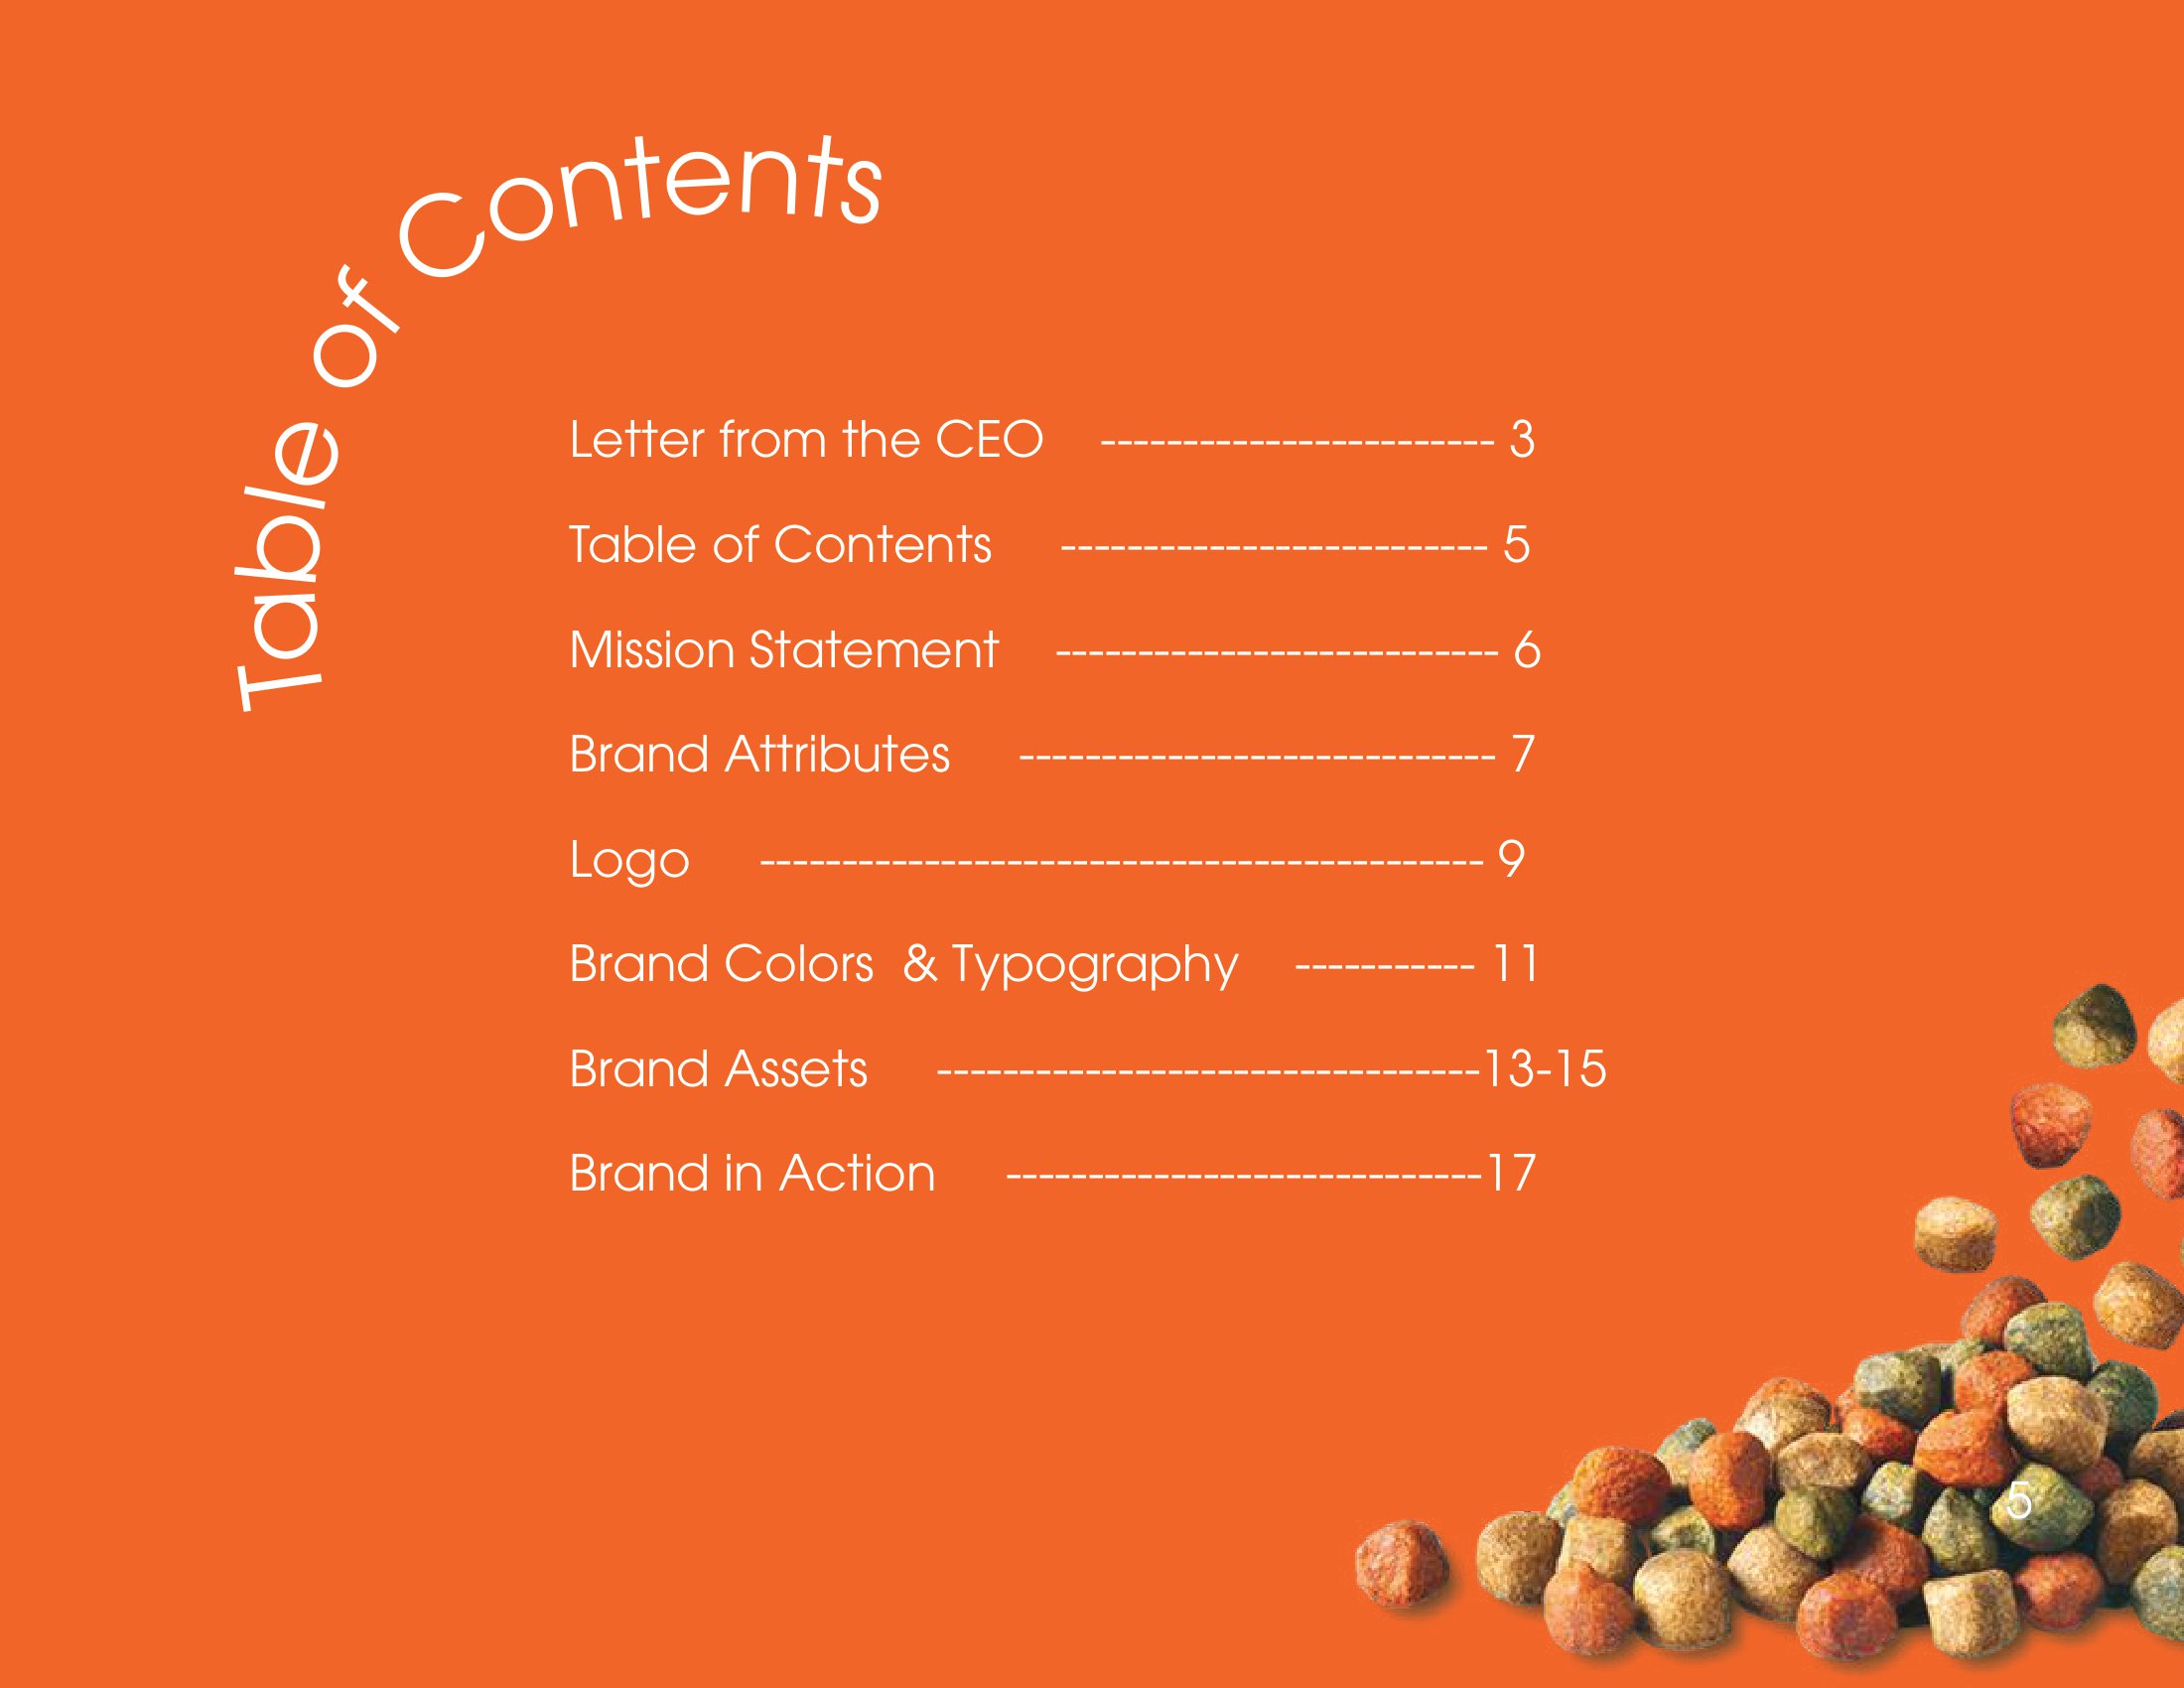 Table of Contents
Letter from the CEO ------------------------ 3
Table of Contents -------------------------- 5
Mission Statement --------------------------- 6
Brand Attributes ----------------------------- 7
Logo -------------------------------------------- 9
Brand Colors & Typography ----------- 11
Brand Assets ---------------------------------13-15
Brand in Action -----------------------------17
5